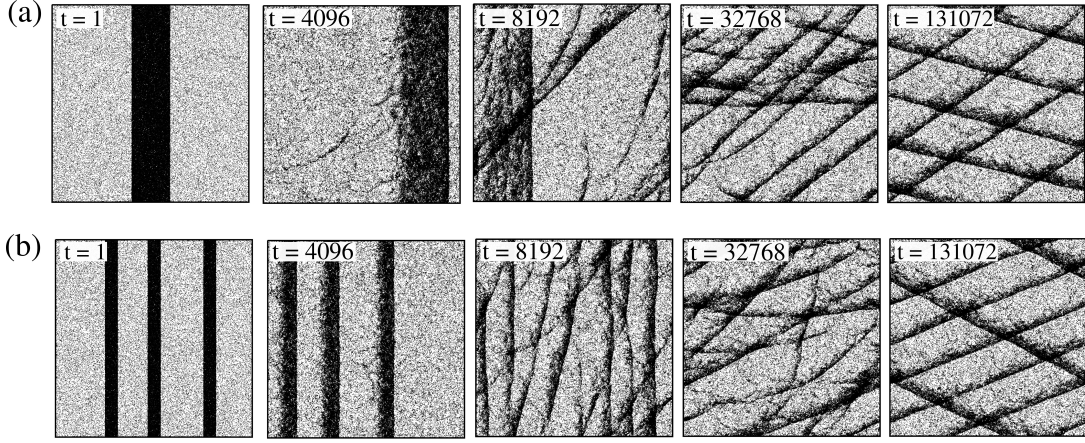 (a) t = 1 t = 4096 t = 8192 t = 32768 t = 131072
(b) t = 1 t = 4096 t = 8192 t = 32768 t = 131072